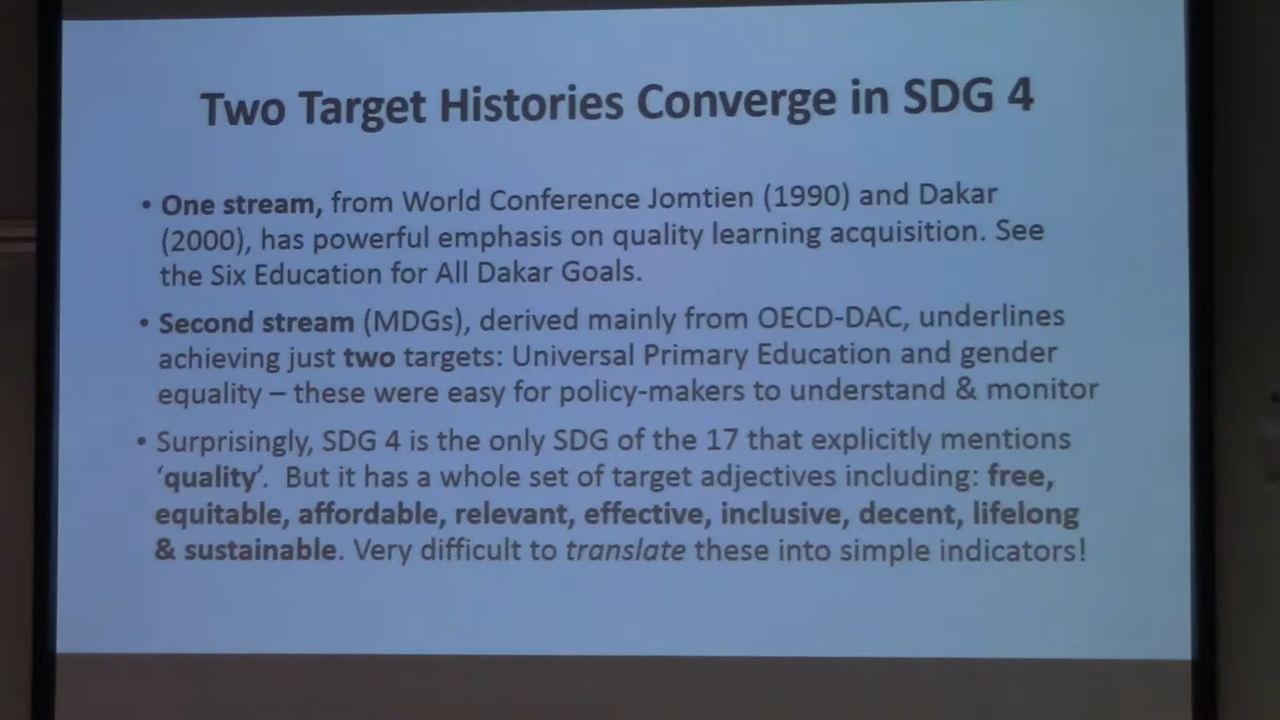 Two Target Histories Converge in SDG 4
• One stream, from World Conference Jomtien (1990) and Dakar
(2000), has powerful emphasis on quality learning acquisition. See
the Six Education for All Dakar Goals.
• Second stream (MDGs), derived mainly from OECD-DAC, underlines
achieving just two targets: Universal Primary Education and gender
equality – these were easy for policy-makers to understand & monitor
• Surprisingly, SDG 4 is the only SDG of the 17 that explicitly mentions
‘quality’. But it has a whole set of target adjectives including: free,
equitable, affordable, relevant, effective, inclusive, decent, lifelong
& sustainable. Very difficult to translate these into simple indicators!